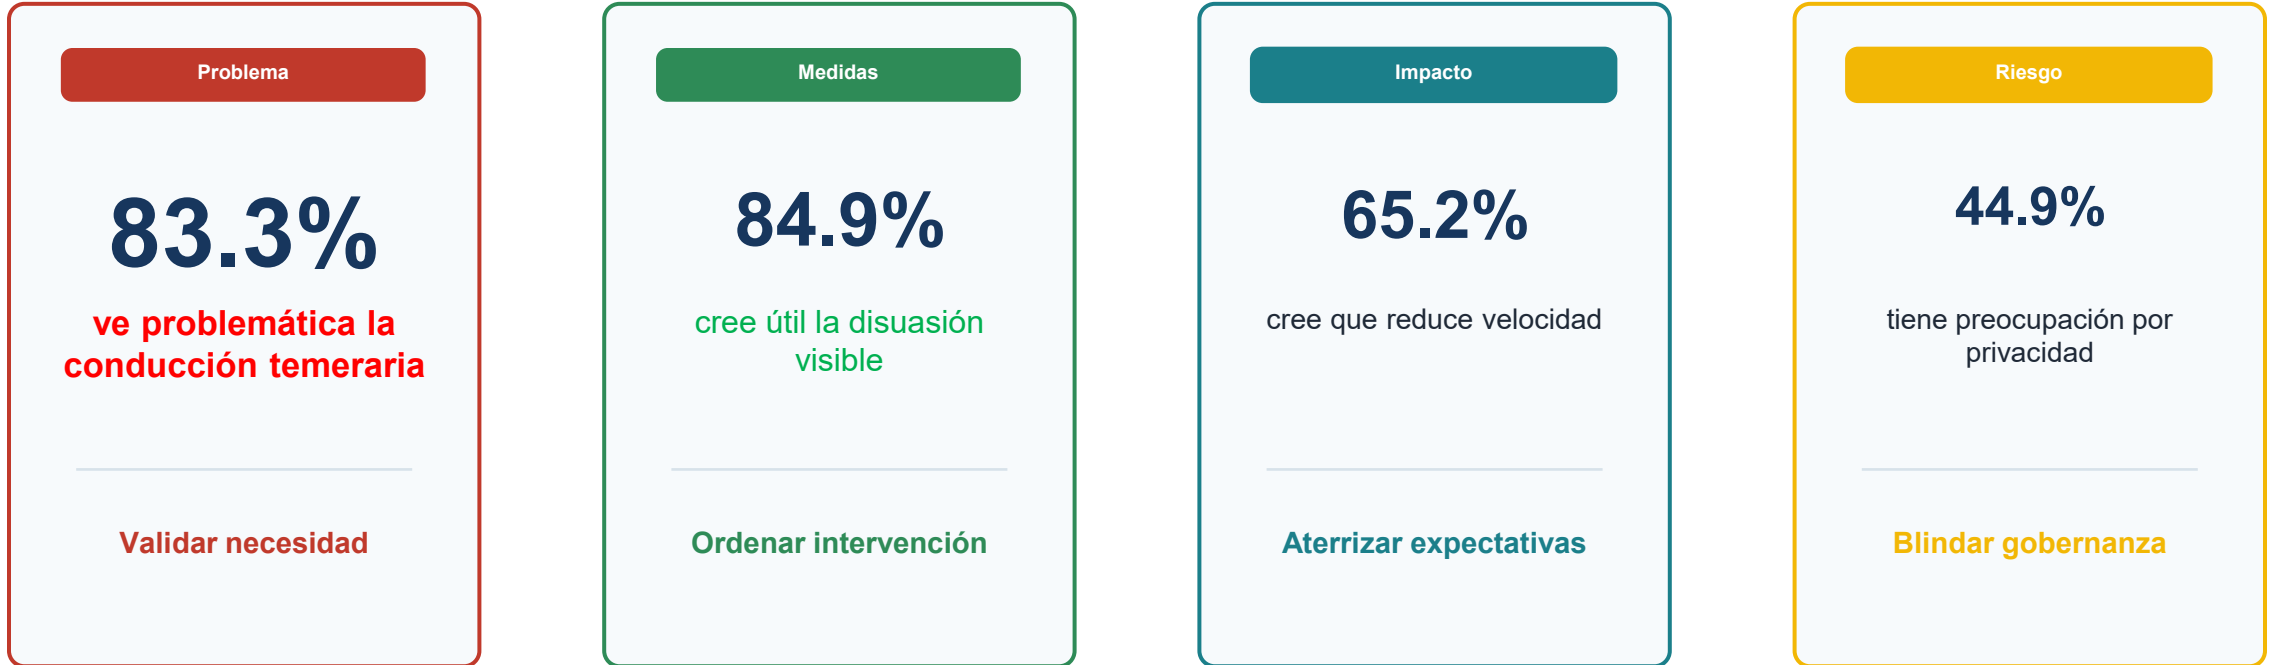 Problema
83.3%
ve problemática la
conducción temeraria
Validar necesidad
Medidas
84.9%
cree útil la disuasión
visible
Ordenar intervención
Impacto
65.2%
cree que reduce velocidad
Aterrizar expectativas
Riesgo
44.9%
tiene preocupación por
privacidad
Blindar gobernanza